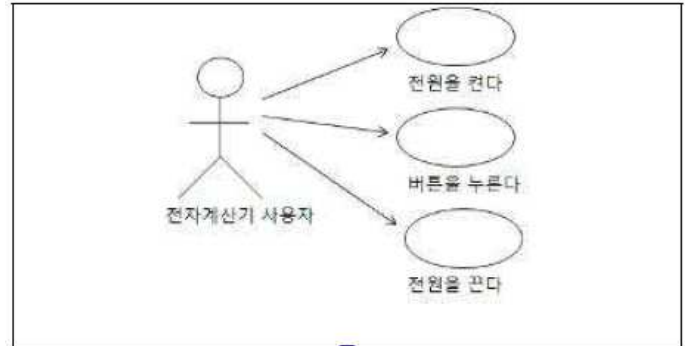 전원을 켠다
버튼을 누른다
전자계산기 사용자
전원을 끈다